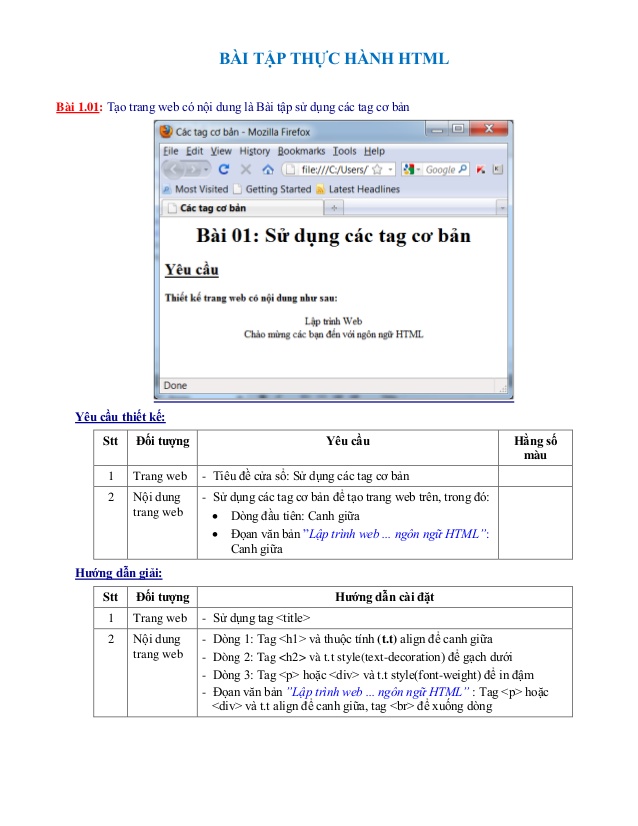 BÀI TẬP THỰC HÀNH HTML
Bài 1.01: Tạo trang web có nội dung là Bài tập sử dụng các tag cơ bản
Các tag cơ bản - Mozilla Firefox
File Edit View History Bookmarks Tools Help
file:///C:/Users/ Google
Most Visited Getting Started Latest Headlines
Các tag cơ bản
Bài 01: Sử dụng các tag cơ bản
Yêu cầu
Thiết kế trang web có nội dung như sau:
Lập trình Web
Chào mừng các bạn đến với ngôn ngữ HTML
Done
Yêu cầu thiết kế:
Stt Đối tượng Yêu cầu Hằng số
màu
1 Trang web - Tiêu đề cửa sổ: Sử dụng các tag cơ bản
2 Nội dung - Sử dụng các tag cơ bản để tạo trang web trên, trong đó:
trang web • Dòng đầu tiên: Canh giữa
• Đọan văn bản "Lập trình web ... ngôn ngữ HTML":
Canh giữa
Hướng dẫn giải:
Stt Đối tượng Hướng dẫn cài đặt
1 Trang web - Sử dụng tag <title>
2 Nội dung - Dòng 1: Tag <h1> và thuộc tính (t.t) align để canh giữa
trang web - Dòng 2: Tag <h2> và t.t style(text-decoration) để gạch dưới
- Dòng 3: Tag <p> hoặc <div> và t.t style(font-weight) để in đậm
- Đọan văn bản "Lập trình web ... ngôn ngữ HTML" : Tag <p> hoặc
<div> và t.t align để canh giữa, tag <br> để xuống dòng